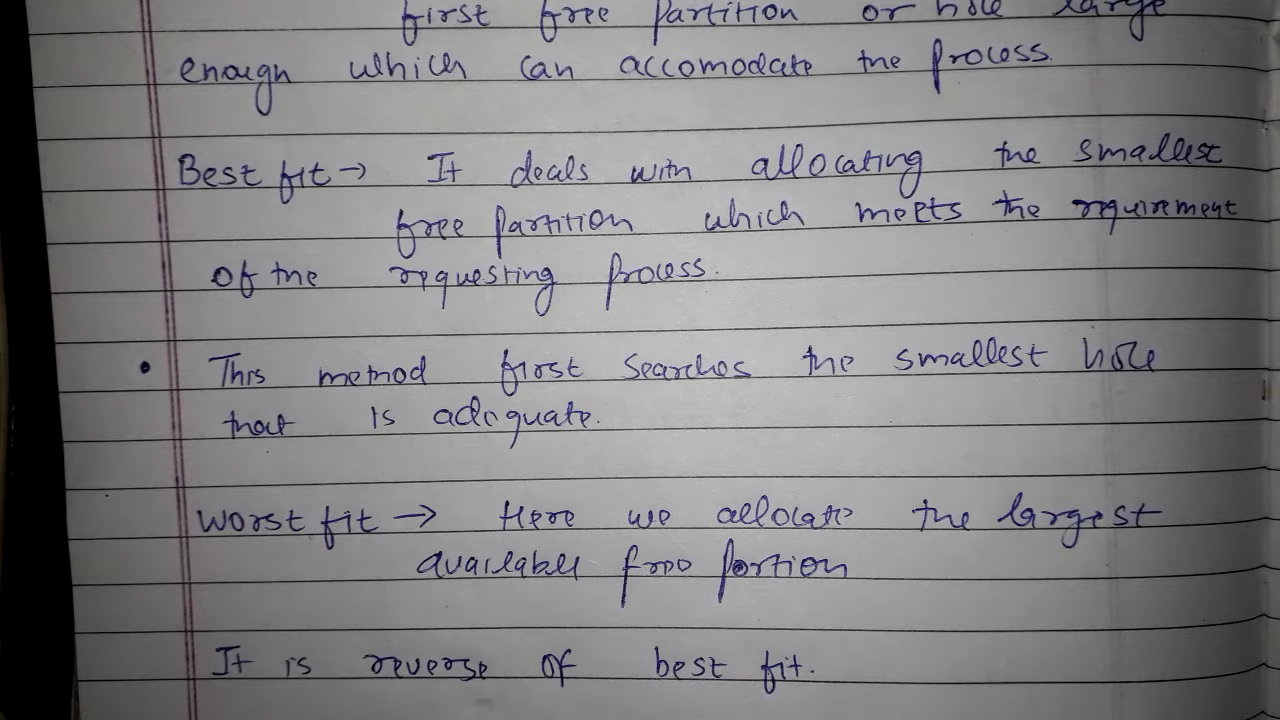 first free partition or hole large
enough which can accomodate the process.
Best fit → It deals with allocating the smallest
free partition which meets the requirement
of the requesting process.
• This method first searches the smallest hole
that is adequate.
Worst fit → Here we allocate the largest
available free portion
It is reverse of best fit.